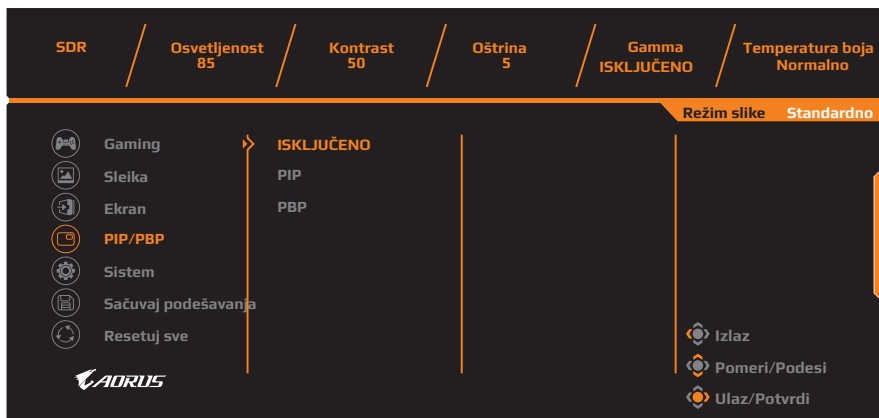 SDR
Osvetljenost
85
Kontrast
50
Oštrina
5
Gamma
ISKLJUČENO
Temperatura boja
Normalno
Režim slike Standardno
Gaming
Sleika
Ekran
PIP/PBP
Sistem
Sačuvaj podešavanja
Resetuj sve
ISKLJUČENO
PIP
PBP
Izlaz
Pomeri/Podesi
Ulaz/Potvrdi
AORUS